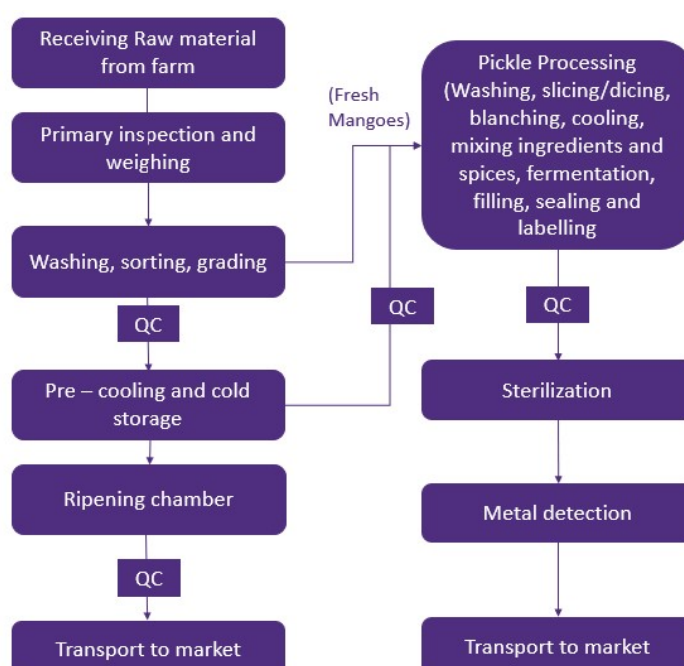 Receiving Raw material
from farm
Primary inspection and
weighing
Washing, sorting, grading
QC
Pre – cooling and cold
storage
Ripening chamber
QC
Transport to market
(Fresh
Mangoes)
QC
Pickle Processing
(Washing, slicing/dicing,
blanching, cooling,
mixing ingredients and
spices, fermentation,
filling, sealing and
labelling
QC
Sterilization
Metal detection
Transport to market